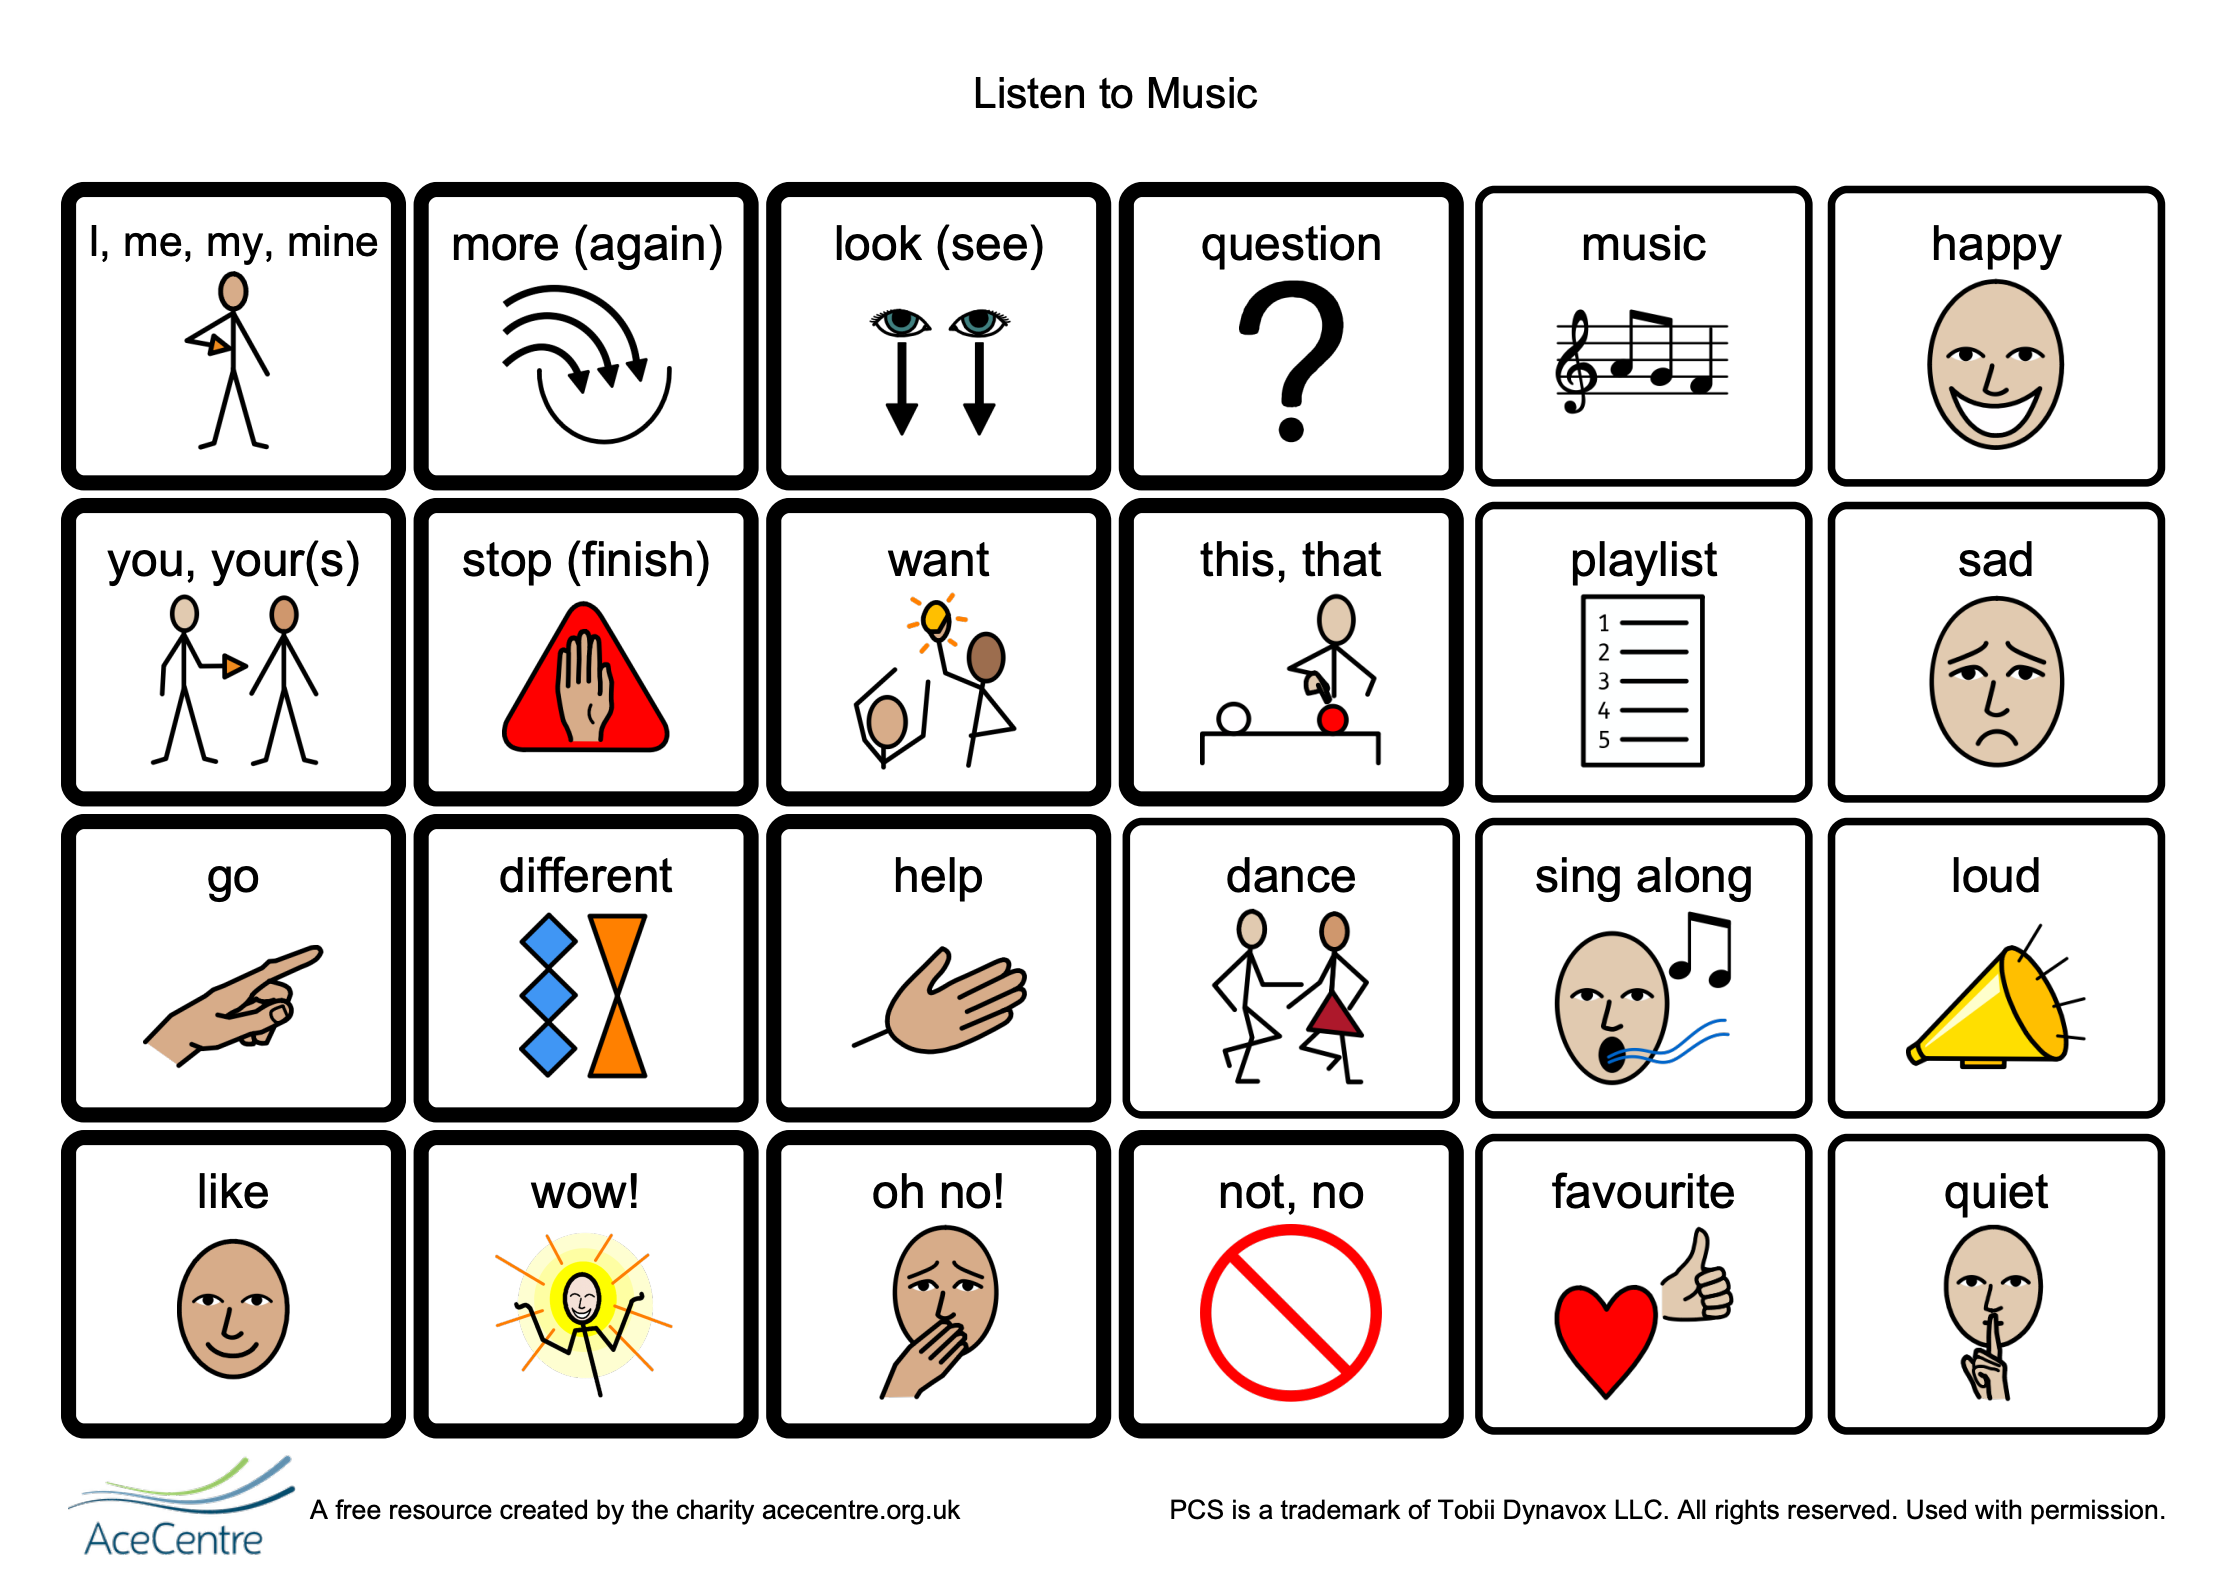 Listen to Music
I, me, my, mine
more (again)
look (see)
question
music
happy
you, your(s)
stop (finish)
want
this, that
playlist
1
2
3
4
5
sad
go
different
help
dance
sing along
loud
like
wow!
oh no!
not, no
favourite
quiet
AceCentre
A free resource created by the charity acecentre.org.uk
PCS is a trademark of Tobii Dynavox LLC. All rights reserved. Used with permission.